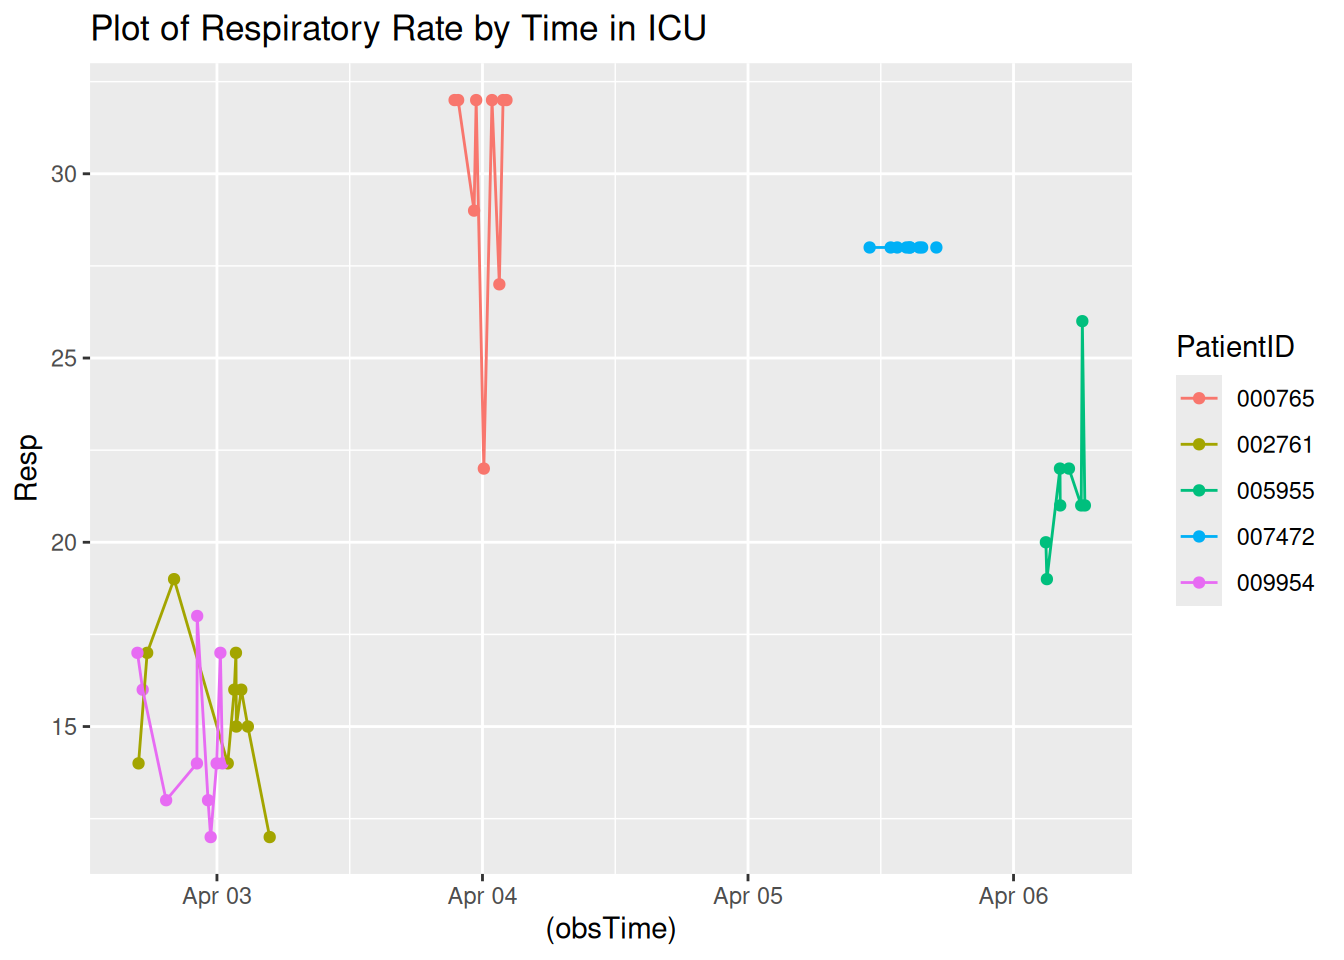 Plot of Respiratory Rate by Time in ICU
30
25
20
15
Resp
Apr 03
Apr 04
Apr 05
Apr 06
(obsTime)
PatientID
000765
002761
005955
007472
009954